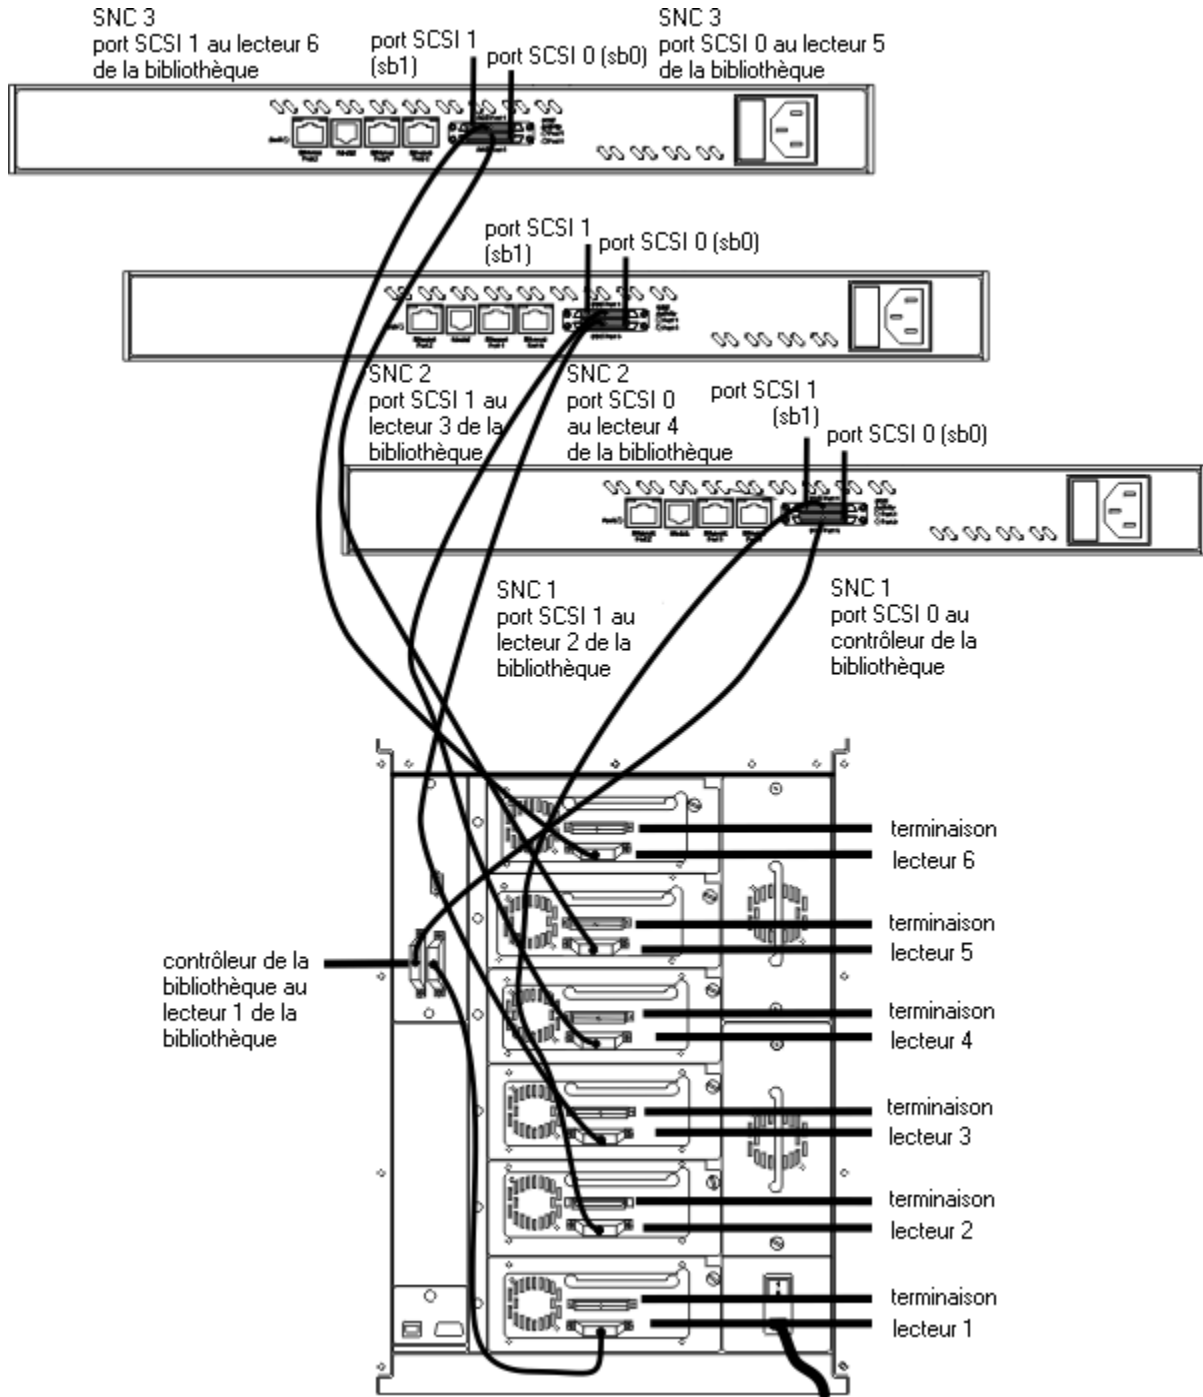 SNC 3
port SCSI 1 au lecteur 6
de la bibliothèque
port SCSI 1
(sb1)
port SCSI 0 (sb0)
SNC 3
port SCSI 0 au lecteur 5
de la bibliothèque
port SCSI 1
(sb1)
port SCSI 0 (sb0)
SNC 2
port SCSI 1 au
lecteur 3 de la
bibliothèque
SNC 2
port SCSI 0
au lecteur 4
de la bibliothèque
port SCSI 1
(sb1)
port SCSI 0 (sb0)
SNC 1
port SCSI 1 au
lecteur 2 de la
bibliothèque
SNC 1
port SCSI 0 au
contrôleur de la
bibliothèque
terminaison
lecteur 6
terminaison
lecteur 5
contrôleur de la
bibliothèque au
lecteur 1 de la
bibliothèque
terminaison
lecteur 4
terminaison
lecteur 3
terminaison
lecteur 2
terminaison
lecteur 1